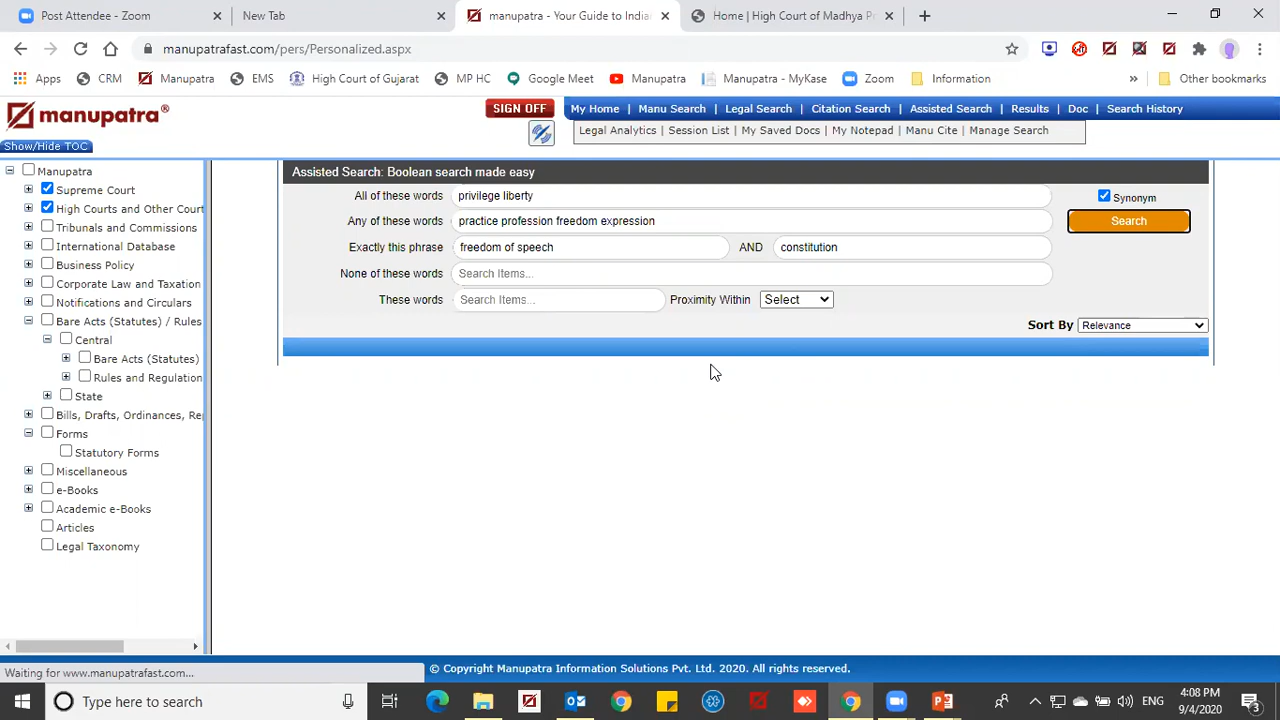 Post Attendee - Zoom
New Tab
manupatra - Your Guide to India
Home | High Court of Madhya P
manupatrafast.com/pers/Personalized.aspx
Apps
CRM
Manupatra
EMS
High Court of Gujarat
MP HC
Google Meet
Manupatra
Manupatra - MyKase
Zoom
Information
»
Other bookmarks
manupatra®
SIGN OFF
My Home | Manu Search | Legal Search | Citation Search | Assisted Search | Results | Doc | Search History
Legal Analytics | Session List | My Saved Docs | My Notepad | Manu Cite | Manage Search
Show/Hide TOC
Manupatra
Supreme Court
High Courts and Other Court
Tribunals and Commissions
International Database
Business Policy
Corporate Law and Taxation
Notifications and Circulars
Bare Acts (Statutes) / Rules
Central
Bare Acts (Statutes)
Rules and Regulation
State
Bills, Drafts, Ordinances, Re
Forms
Statutory Forms
Miscellaneous
e-Books
Academic e-Books
Articles
Legal Taxonomy
Assisted Search: Boolean search made easy
All of these words privilege liberty
Synonym
Any of these words practice profession freedom expression
Search
Exactly this phrase freedom of speech AND constitution
None of these words Search Items...
These words Search Items... Proximity Within Select
Sort By Relevance
Waiting for www.manupatrafast.com...
© Copyright Manupatra Information Solutions Pvt. Ltd. 2020. All rights reserved.
Type here to search
ENG
4:08 PM
9/4/2020
3